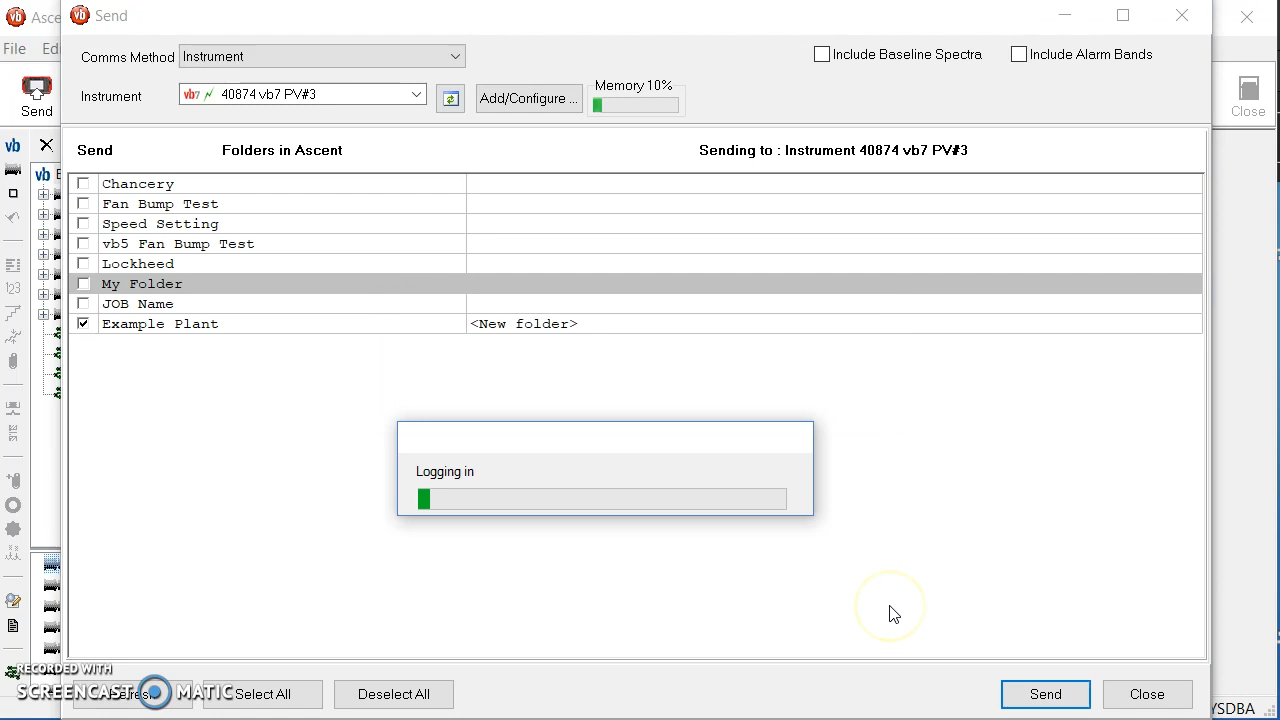 Asce
vb Send
File Ed
Comms Method Instrument
Include Baseline Spectra
Include Alarm Bands
Instrument vb7 40874 vb7 PV#3
Add/Configure ...
Memory 10%
Send
Close
Send Folders in Ascent Sending to : Instrument 40874 vb7 PV#3
vb
vb
Chancery
Fan Bump Test
Speed Setting
vb5 Fan Bump Test
Lockheed
My Folder
JOB Name
Example Plant <New folder>
123
Logging in
RECORDED WITH
SCREENCAST MATIC
Select All
Deselect All
Send
Close
YSDBA